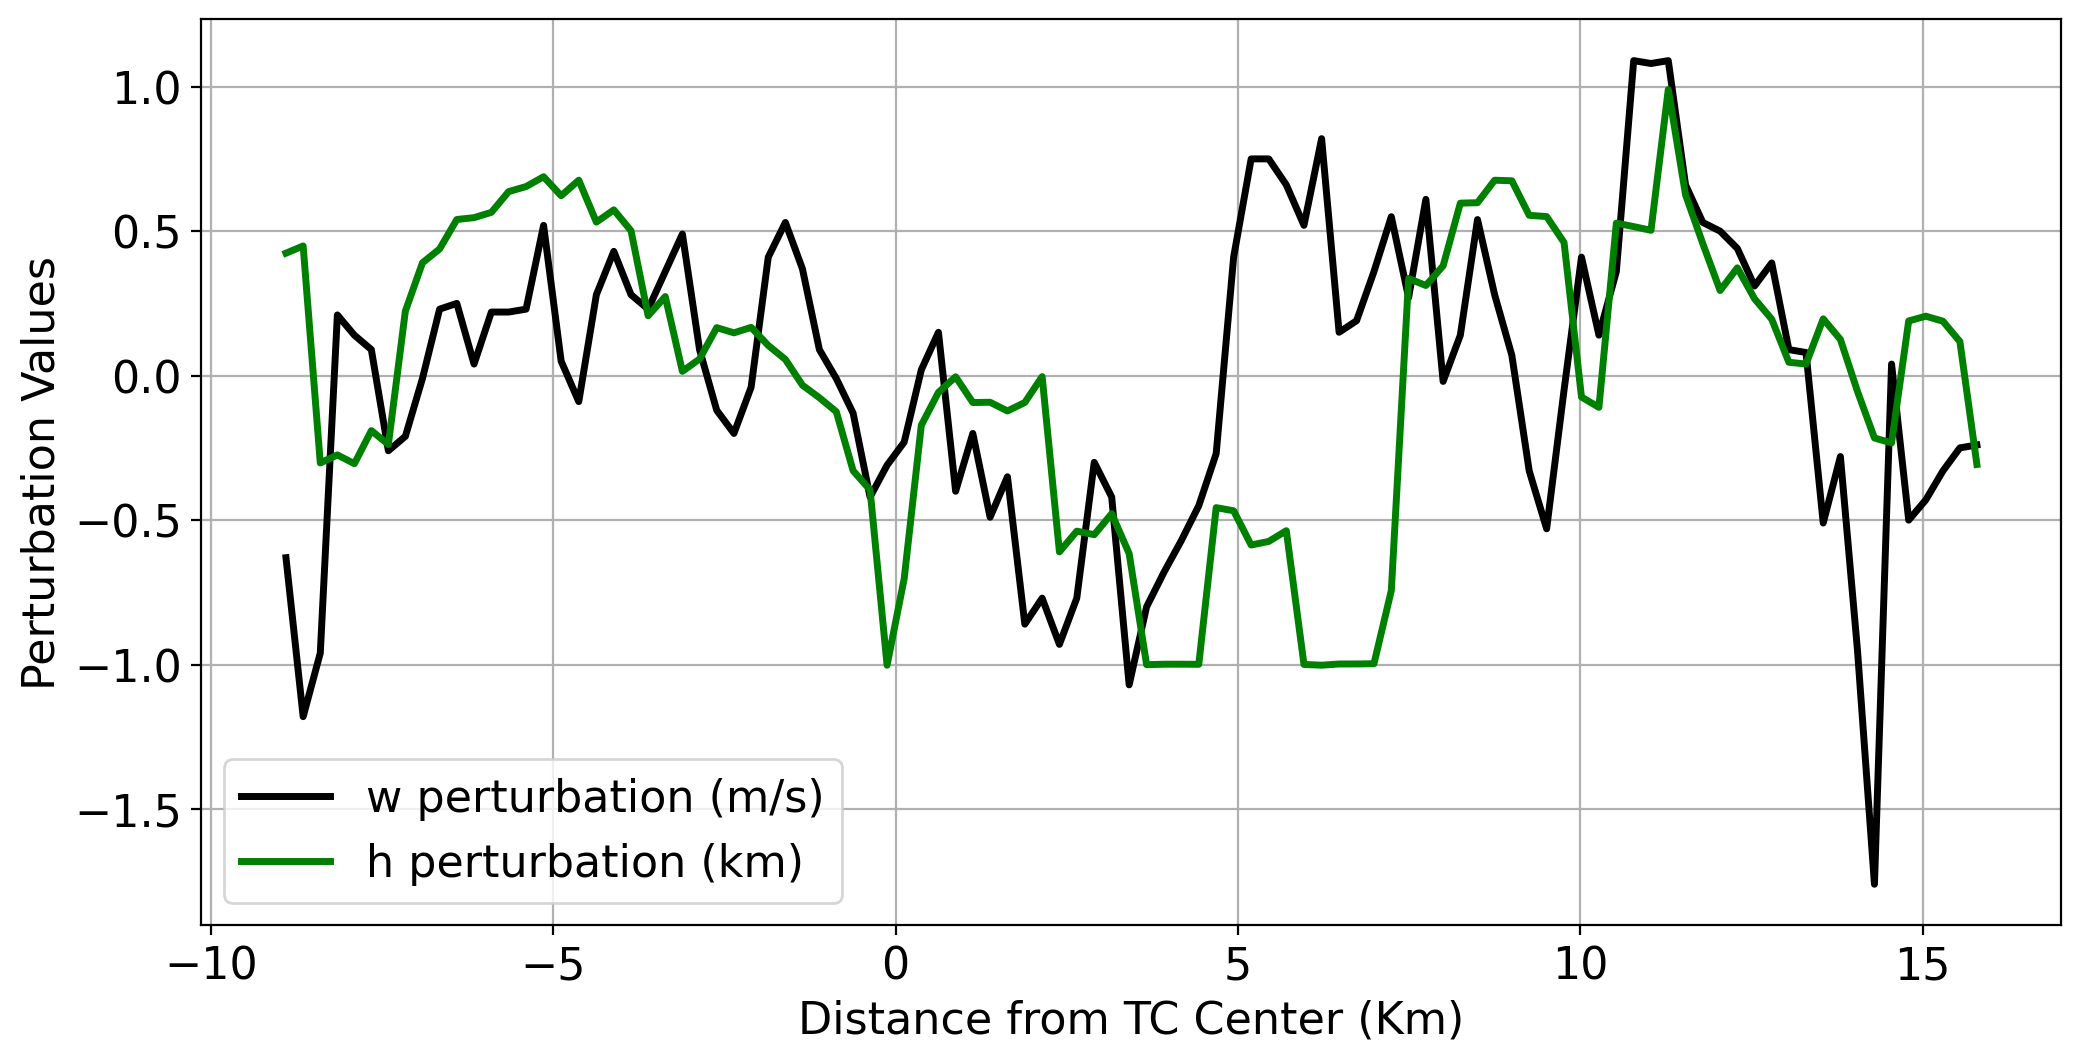 1.0
0.5
0.0
−0.5
−1.0
−1.5
Perturbation Values
w perturbation (m/s)
h perturbation (km)
−10 −5 0 5 10 15
Distance from TC Center (Km)